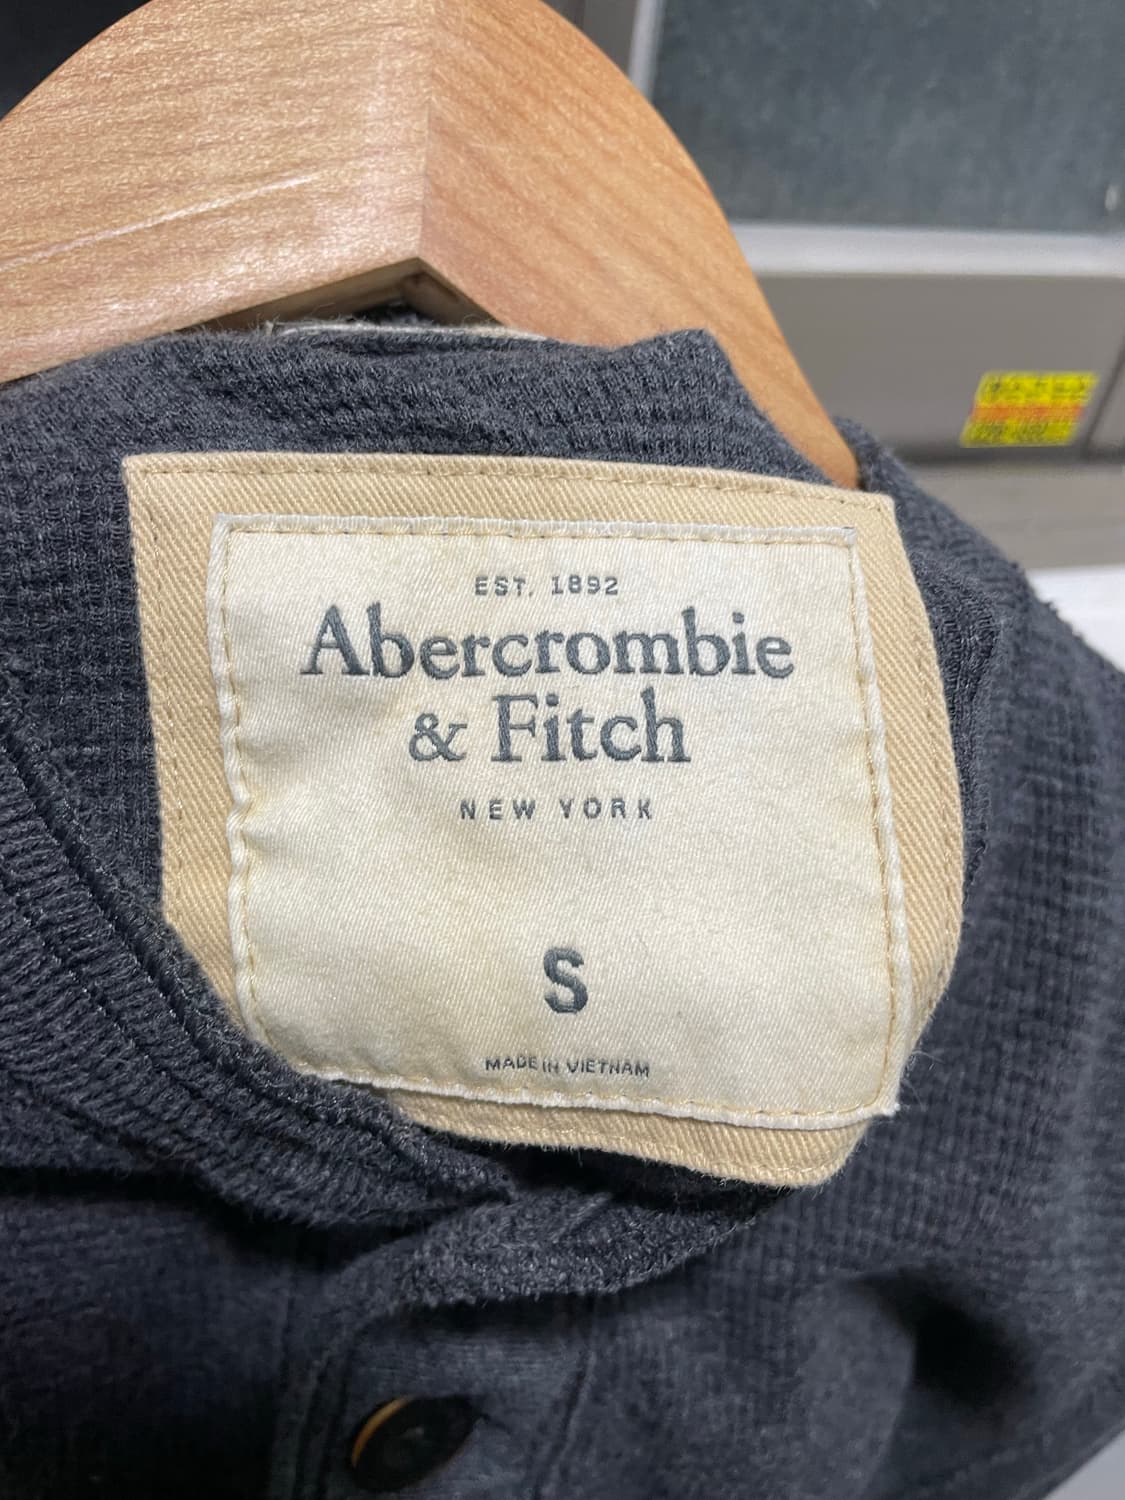 EST. 1892
Abercrombie
& Fitch
NEW YORK
S
MADE IN VIETNAM